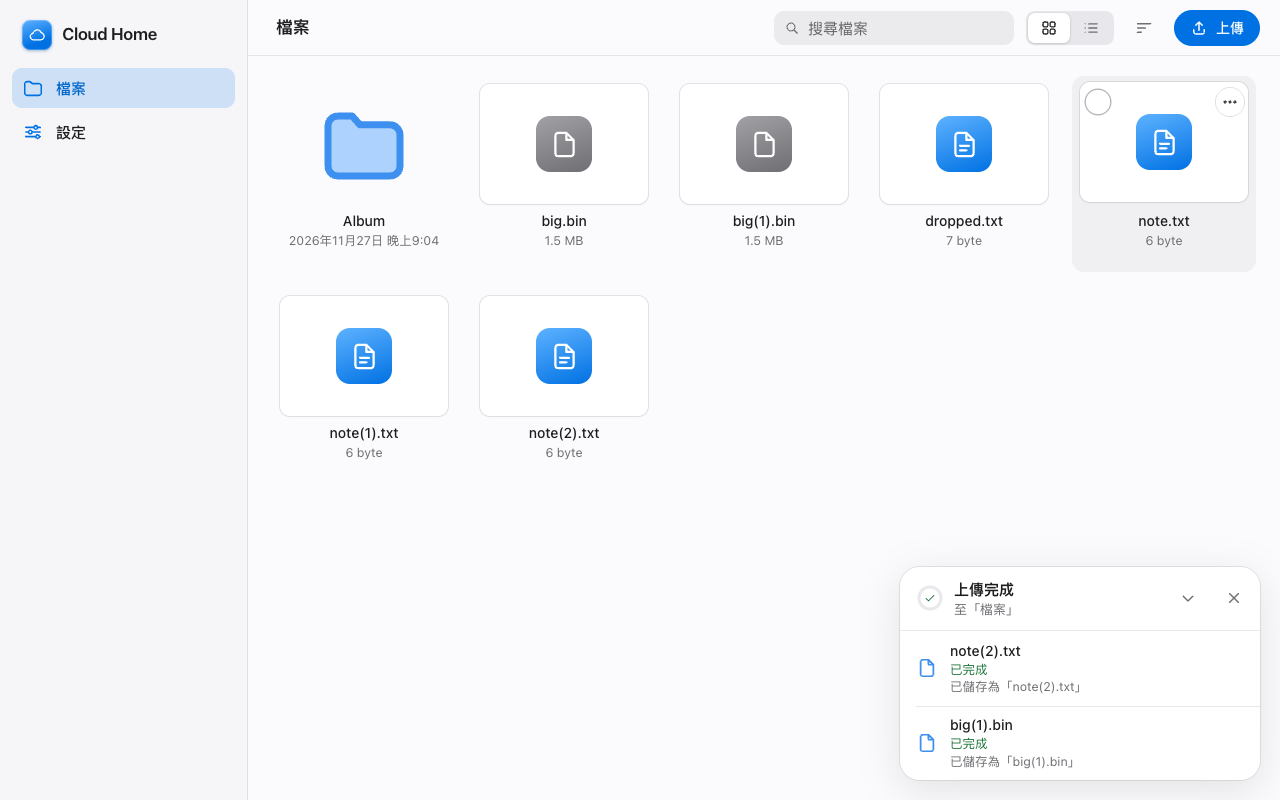 Cloud Home
檔案
設定
檔案
搜尋檔案
上傳
Album
2026年11月27日 晚上9:04
big.bin
1.5 MB
big(1).bin
1.5 MB
dropped.txt
7 byte
note.txt
6 byte
note(1).txt
6 byte
note(2).txt
6 byte
上傳完成
至「檔案」
note(2).txt
已完成
已儲存為「note(2).txt」
big(1).bin
已完成
已儲存為「big(1).bin」